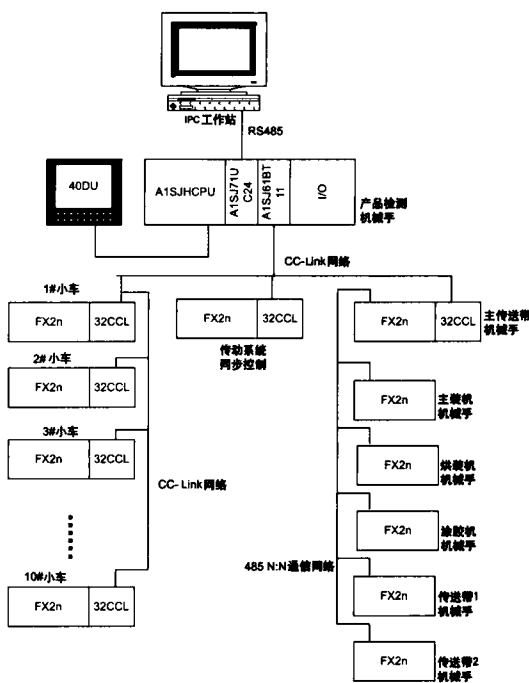 IPC工作站
RS485
40DU
A1SJHCPU
A1SJ71U
C24
A1SJ61BT
11
I/O
产品检测
机械手
CC-Link网络
1#小车
FX2n
32CCL
2#小车
FX2n
32CCL
3#小车
FX2n
32CCL
10#小车
FX2n
32CCL
CC-Link网络
FX2n
32CCL
传动系统
同步控制
FX2n
32CCL
主传送带
机械手
FX2n
主装机
机械手
FX2n
烘装机
机械手
FX2n
涂胶机
机械手
485 N:N通信网络
FX2n
传送带1
机械手
FX2n
传送带2
机械手